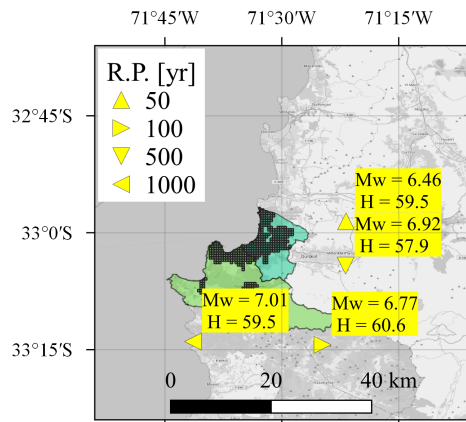 71°45'W 71°30'W 71°15'W
R.P. [yr]
50
100
500
1000
32°45'S
33°0'S
33°15'S
Mw = 6.46
H = 59.5
Mw = 6.92
H = 57.9
Mw = 7.01
H = 59.5
Mw = 6.77
H = 60.6
0 20 40 km